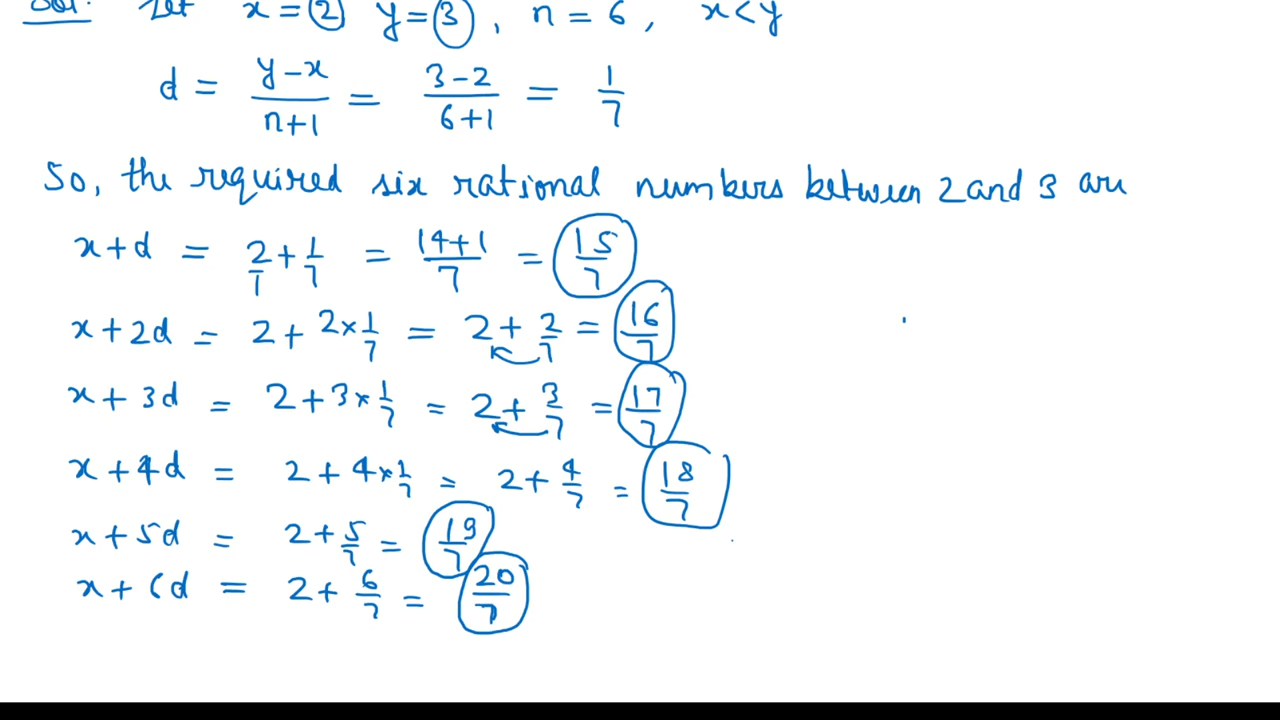 Sol. Let x = 2 y = 3, n = 6, x < y
d = y-x/n+1 = 3-2/6+1 = 1/7
So, the required six rational numbers between 2 and 3 are
x+d = 2/1 + 1/7 = 14+1/7 = 15/7
x+2d = 2 + 2×1/7 = 2 + 2/7 = 16/7
x+3d = 2 + 3×1/7 = 2 + 3/7 = 17/7
x+4d = 2 + 4×1/7 = 2 + 4/7 = 18/7
x+5d = 2 + 5/7 = 19/7
x+6d = 2 + 6/7 = 20/7